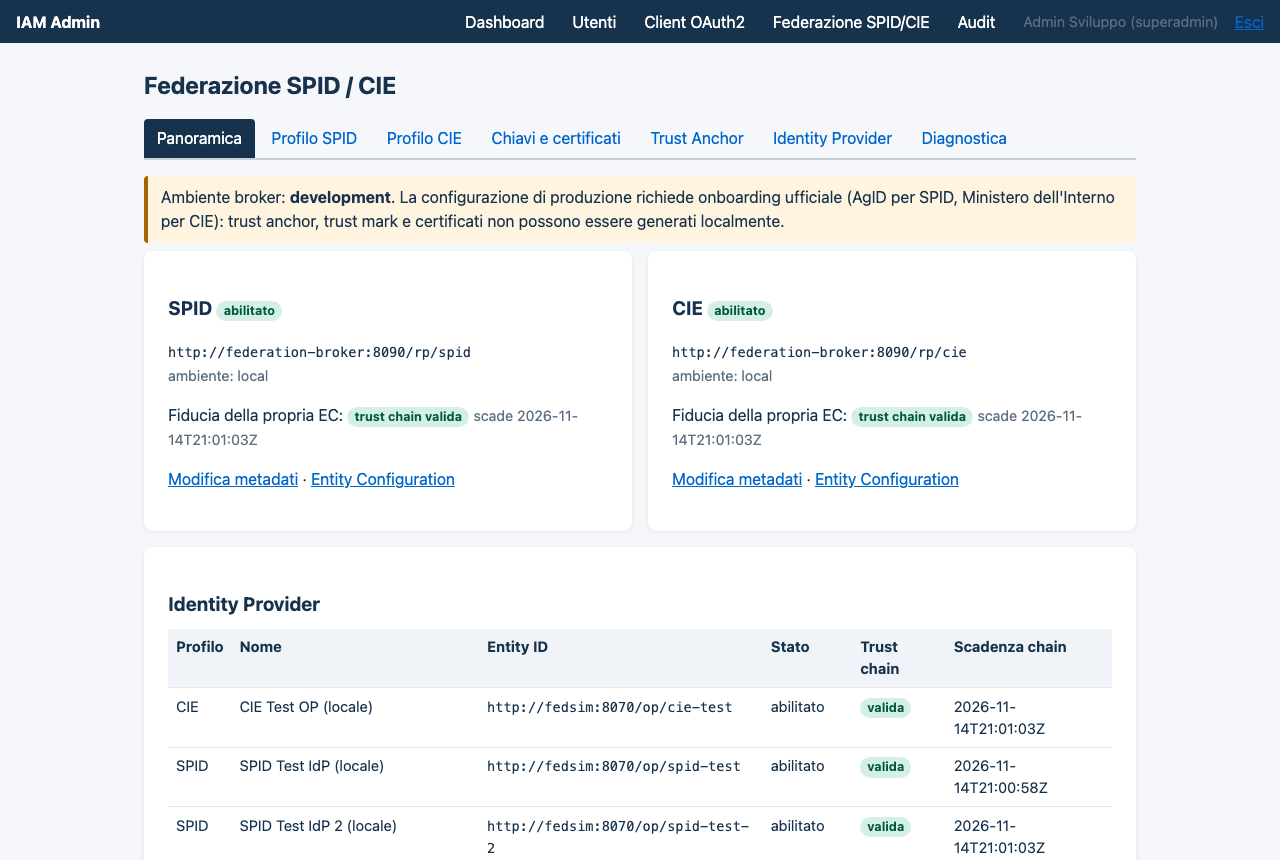 IAM Admin Dashboard Utenti Client OAuth2 Federazione SPID/CIE Audit Admin Sviluppo (superadmin) Esci
Federazione SPID / CIE
Panoramica Profilo SPID Profilo CIE Chiavi e certificati Trust Anchor Identity Provider Diagnostica
Ambiente broker: development. La configurazione di produzione richiede onboarding ufficiale (AgID per SPID, Ministero dell'Interno
per CIE): trust anchor, trust mark e certificati non possono essere generati localmente.
SPID abilitato
http://federation-broker:8090/rp/spid
ambiente: local
Fiducia della propria EC: trust chain valida scade 2026-11-
14T21:01:03Z
Modifica metadati · Entity Configuration
CIE abilitato
http://federation-broker:8090/rp/cie
ambiente: local
Fiducia della propria EC: trust chain valida scade 2026-11-
14T21:01:03Z
Modifica metadati · Entity Configuration
Identity Provider
Profilo Nome Entity ID Stato Trust chain Scadenza chain
CIE CIE Test OP (locale) http://fedsim:8070/op/cie-test abilitato valida 2026-11-
14T21:01:03Z
SPID SPID Test IdP (locale) http://fedsim:8070/op/spid-test abilitato valida 2026-11-
14T21:00:58Z
SPID SPID Test IdP 2 (locale) http://fedsim:8070/op/spid-test- abilitato valida 2026-11-
2 14T21:01:03Z